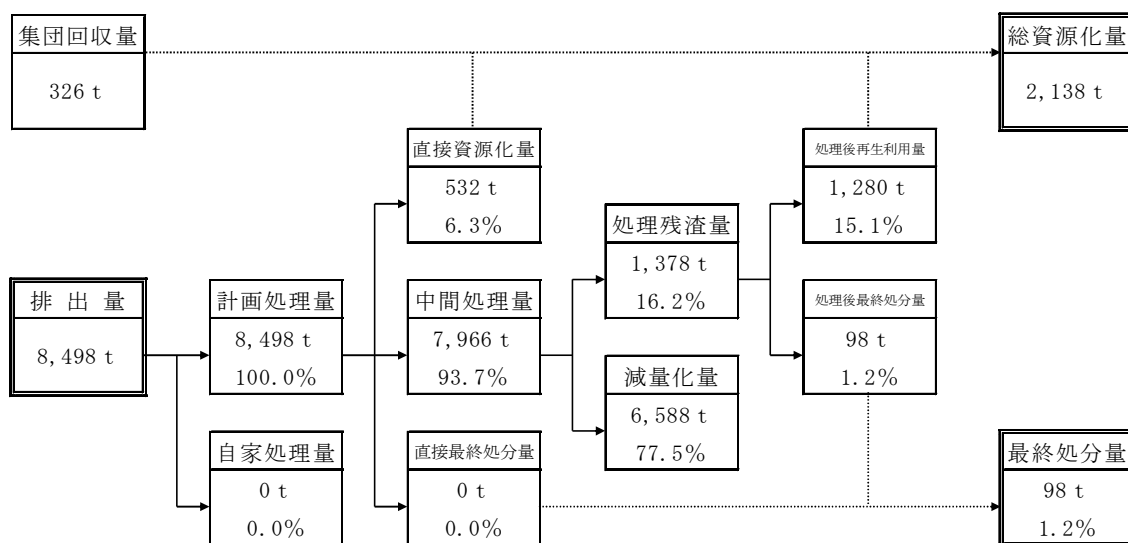 集団回収量
326 t
総資源化量
2,138 t
直接資源化量
532 t
6.3%
処理後再生利用量
1,280 t
15.1%
処理残渣量
1,378 t
16.2%
排 出 量
8,498 t
計画処理量
8,498 t
100.0%
中間処理量
7,966 t
93.7%
処理後最終処分量
98 t
1.2%
減量化量
6,588 t
77.5%
自家処理量
0 t
0.0%
直接最終処分量
0 t
0.0%
最終処分量
98 t
1.2%